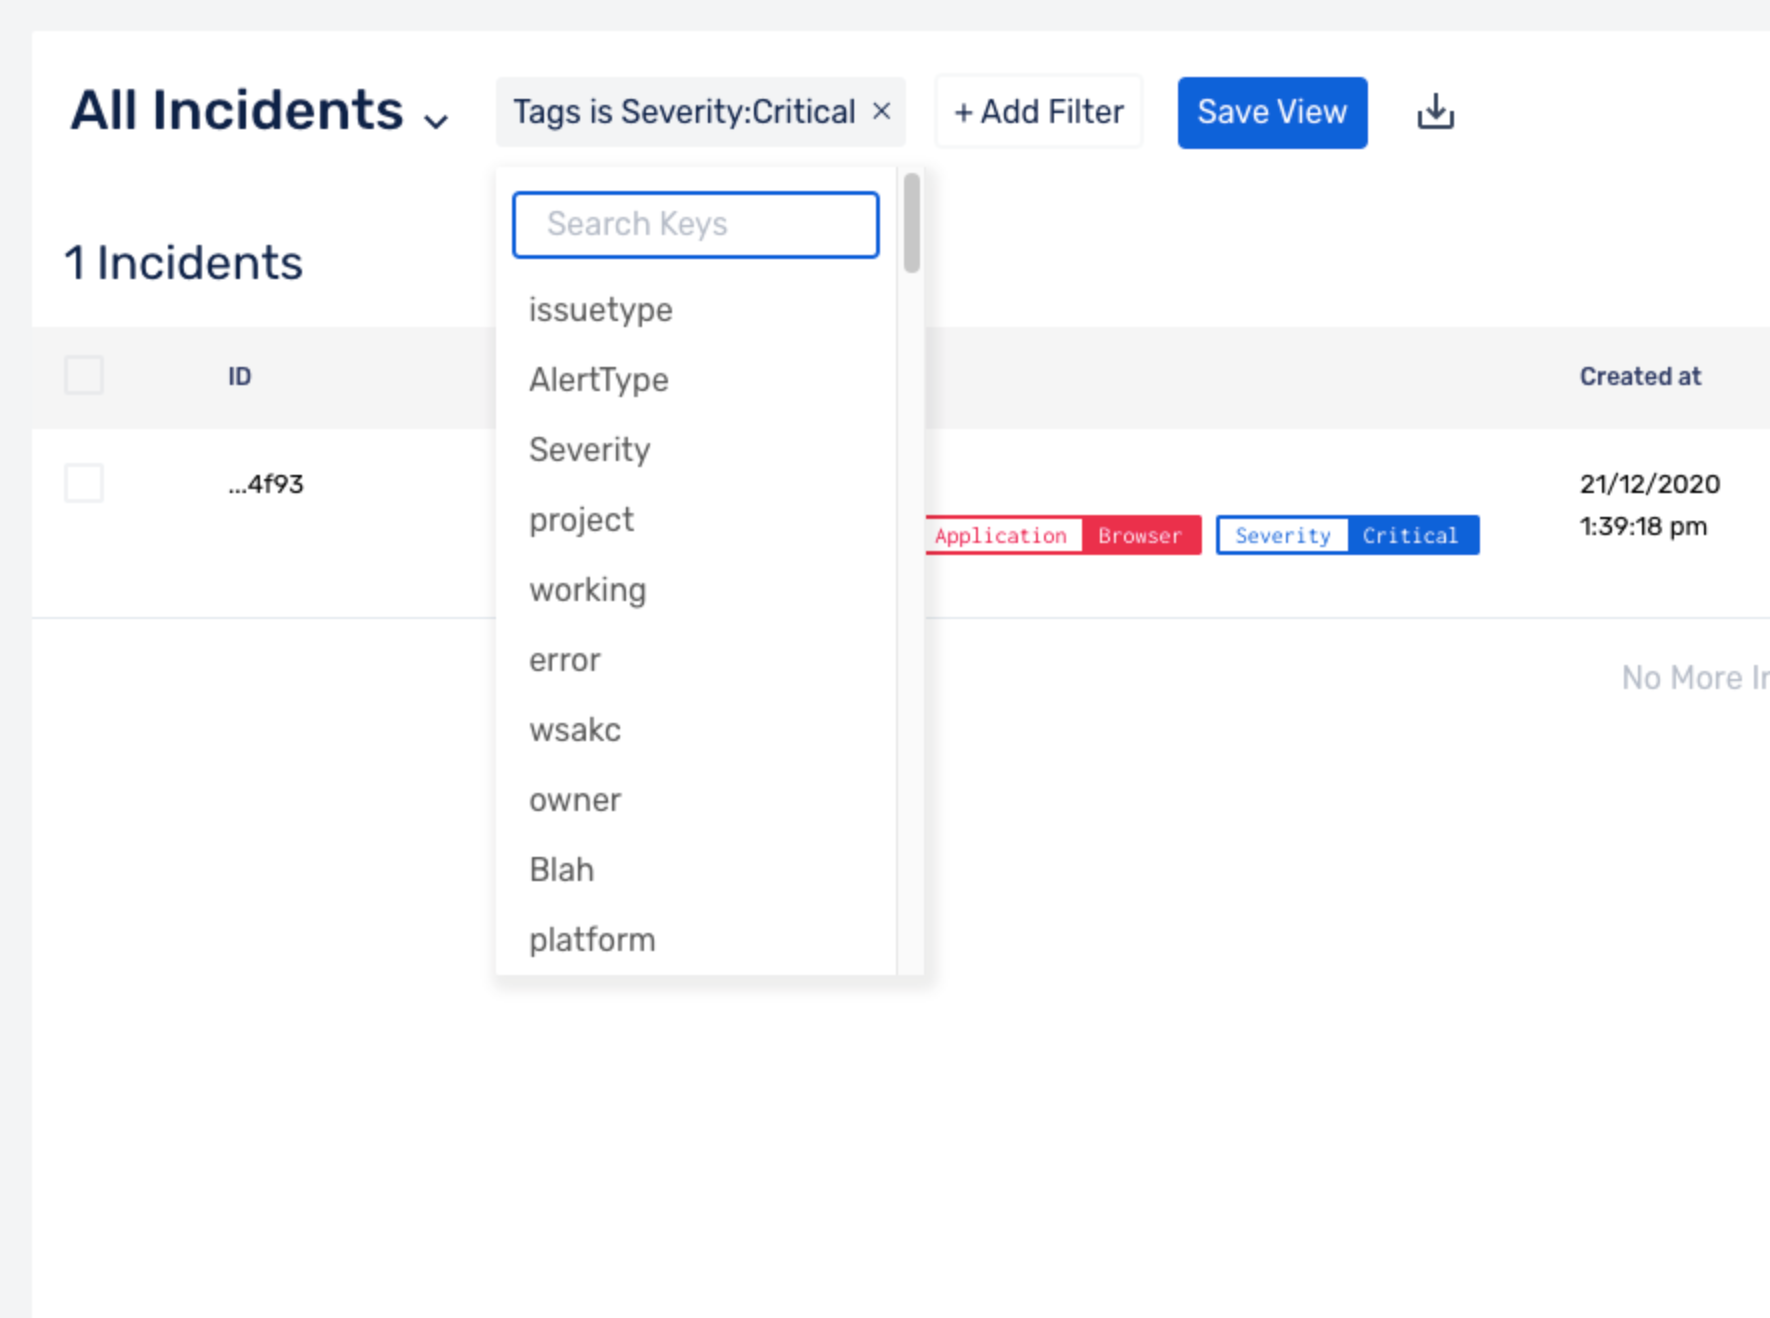 All Incidents
Tags is Severity:Critical ×
+ Add Filter
Save View
Search Keys
1 Incidents
issuetype
AlertType
Severity
project
working
error
wsakc
owner
Blah
platform
ID
Created at
...4f93
Application Browser
Severity Critical
21/12/2020
1:39:18 pm
No More